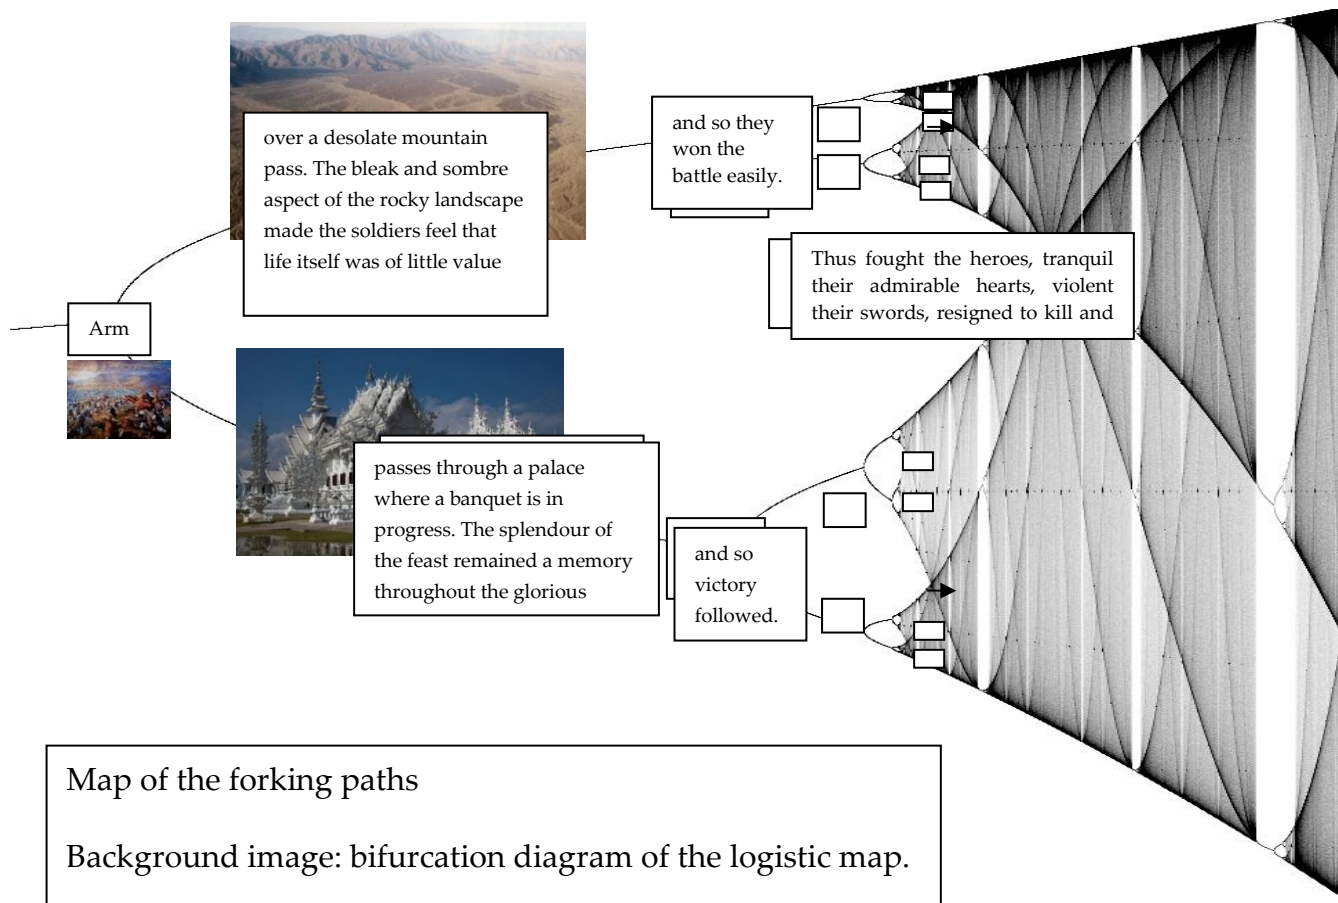 Arm
over a desolate mountain
pass. The bleak and sombre
aspect of the rocky landscape
made the soldiers feel that
life itself was of little value
and so they
won the
battle easily.
Thus fought the heroes, tranquil
their admirable hearts, violent
their swords, resigned to kill and
passes through a palace
where a banquet is in
progress. The splendour of
the feast remained a memory
throughout the glorious
and so
victory
followed.
Map of the forking paths
Background image: bifurcation diagram of the logistic map.